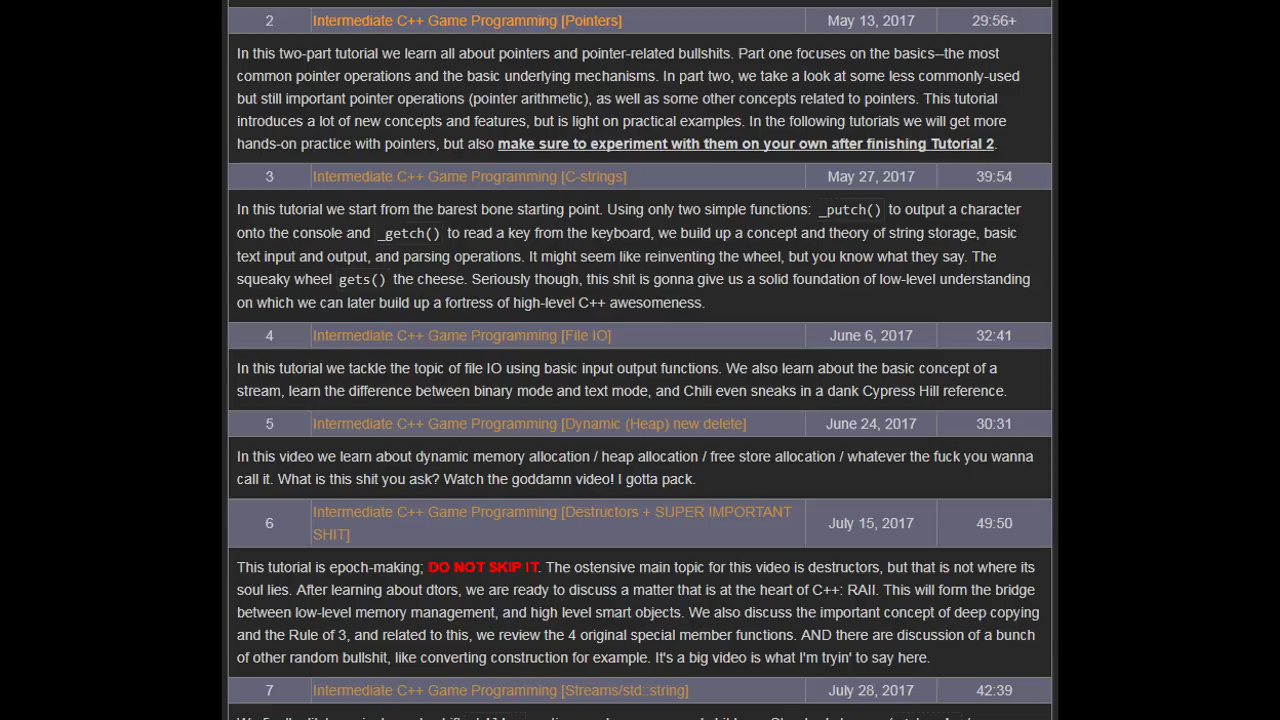 2 Intermediate C++ Game Programming [Pointers] May 13, 2017 29:56+
In this two-part tutorial we learn all about pointers and pointer-related bullshits. Part one focuses on the basics--the most
common pointer operations and the basic underlying mechanisms. In part two, we take a look at some less commonly-used
but still important pointer operations (pointer arithmetic), as well as some other concepts related to pointers. This tutorial
introduces a lot of new concepts and features, but is light on practical examples. In the following tutorials we will get more
hands-on practice with pointers, but also make sure to experiment with them on your own after finishing Tutorial 2.
3 Intermediate C++ Game Programming [C-strings] May 27, 2017 39:54
In this tutorial we start from the barest bone starting point. Using only two simple functions: _putch() to output a character
onto the console and _getch() to read a key from the keyboard, we build up a concept and theory of string storage, basic
text input and output, and parsing operations. It might seem like reinventing the wheel, but you know what they say. The
squeaky wheel gets() the cheese. Seriously though, this shit is gonna give us a solid foundation of low-level understanding
on which we can later build up a fortress of high-level C++ awesomeness.
4 Intermediate C++ Game Programming [File IO] June 6, 2017 32:41
In this tutorial we tackle the topic of file IO using basic input output functions. We also learn about the basic concept of a
stream, learn the difference between binary mode and text mode, and Chili even sneaks in a dank Cypress Hill reference.
5 Intermediate C++ Game Programming [Dynamic (Heap) new delete] June 24, 2017 30:31
In this video we learn about dynamic memory allocation / heap allocation / free store allocation / whatever the fuck you wanna
call it. What is this shit you ask? Watch the goddamn video! I gotta pack.
6 Intermediate C++ Game Programming [Destructors + SUPER IMPORTANT
SHIT] July 15, 2017 49:50
This tutorial is epoch-making; DO NOT SKIP IT. The ostensive main topic for this video is destructors, but that is not where its
soul lies. After learning about dtors, we are ready to discuss a matter that is at the heart of C++: RAII. This will form the bridge
between low-level memory management, and high level smart objects. We also discuss the important concept of deep copying
and the Rule of 3, and related to this, we review the 4 original special member functions. AND there are discussion of a bunch
of other random bullshit, like converting construction for example. It's a big video is what I'm tryin' to say here.
7 Intermediate C++ Game Programming [Streams/std::string] July 28, 2017 42:39